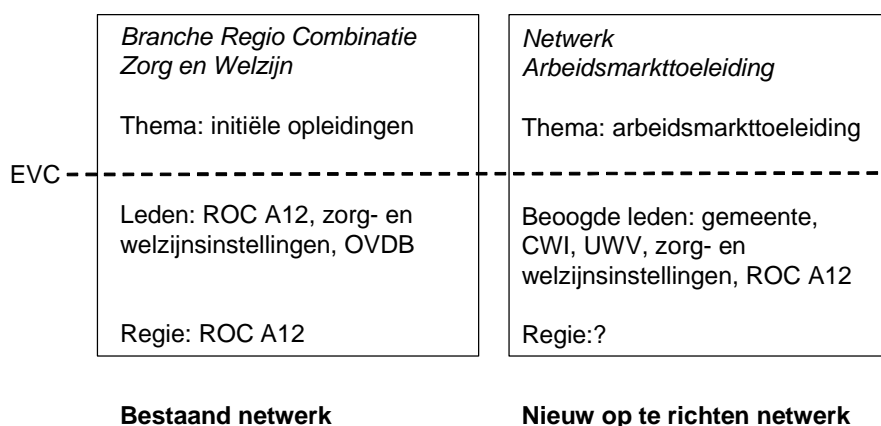 Branche Regio Combinatie
Zorg en Welzijn
Thema: initiële opleidingen
EVC
Leden: ROC A12, zorg- en
welzijnsinstellingen, OVDB
Regie: ROC A12
Bestaand netwerk
Netwerk
Arbeidsmarkttoeleiding
Thema: arbeidsmarkttoeleiding
Beoogde leden: gemeente,
CWI, UWV, zorg- en
welzijnsinstellingen, ROC A12
Regie:?
Nieuw op te richten netwerk